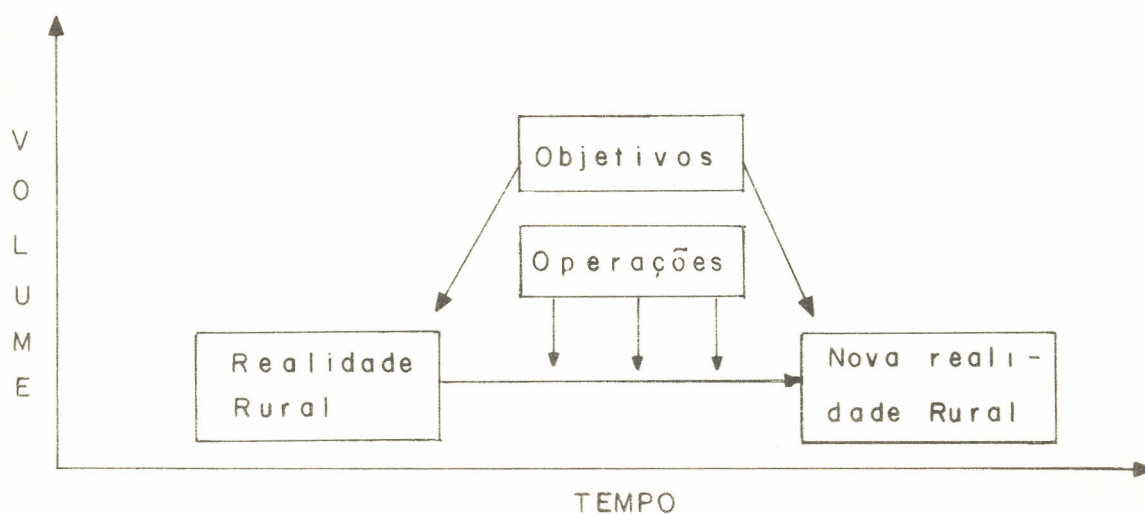 VOLUME
Objetivos
Operações
Realidade
Rural
Nova reali-
dade Rural
TEMPO